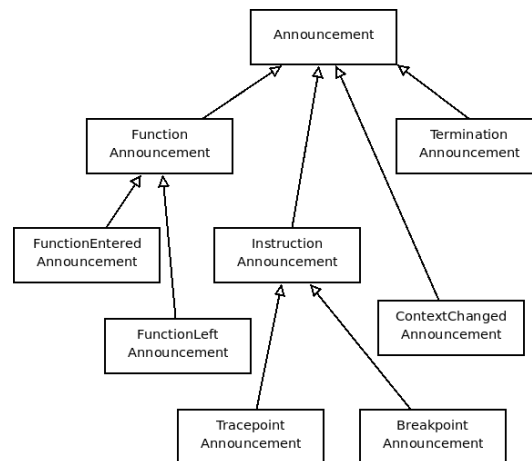 Announcement
Function
Announcement
Termination
Announcement
FunctionEntered
Announcement
Instruction
Announcement
FunctionLeft
Announcement
ContextChanged
Announcement
Tracepoint
Announcement
Breakpoint
Announcement